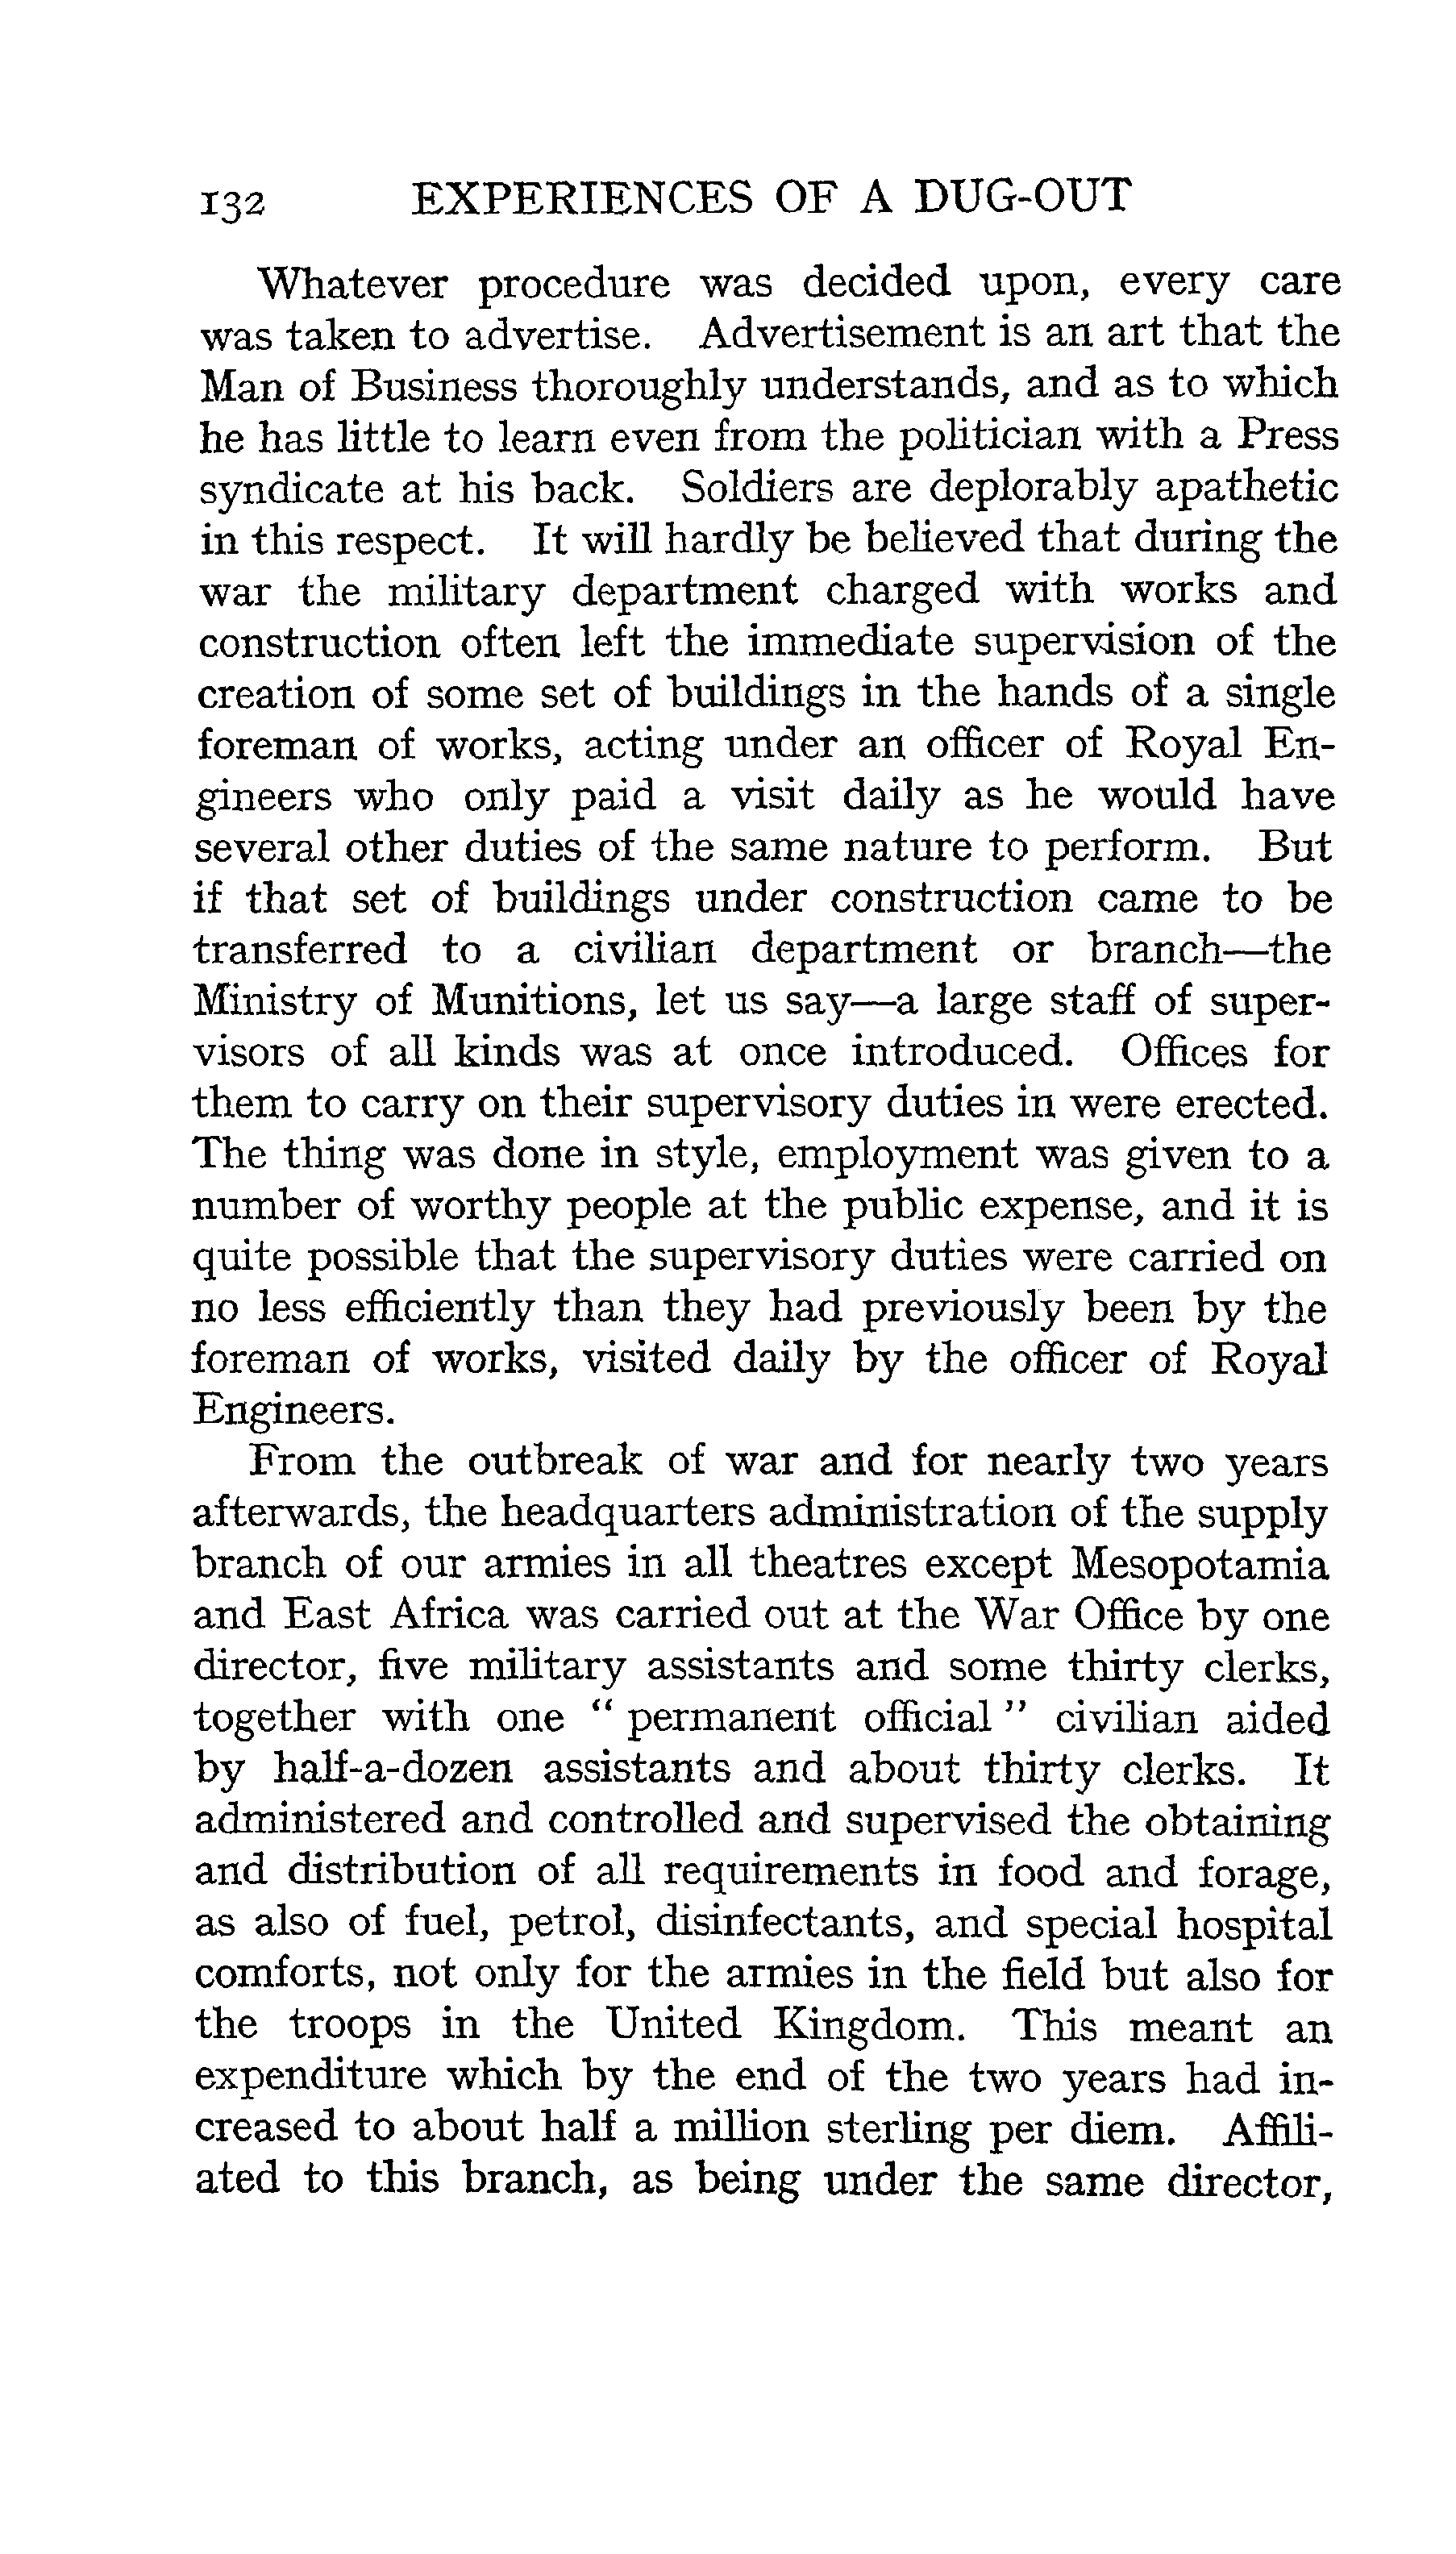 132 EXPERIENCES OF A DUG-OUT
Whatever procedure was decided upon, every care
was taken to advertise. Advertisement is an art that the
Man of Business thoroughly understands, and as to which
he has little to learn even from the politician with a Press
syndicate at his back. Soldiers are deplorably apathetic
in this respect. It will hardly be believed that during the
war the military department charged with works and
construction often left the immediate supervision of the
creation of some set of buildings in the hands of a single
foreman of works, acting under an officer of Royal En-
gineers who only paid a visit daily as he would have
several other duties of the same nature to perform. But
if that set of buildings under construction came to be
transferred to a civilian department or branch—the
Ministry of Munitions, let us say—a large staff of super-
visors of all kinds was at once introduced. Offices for
them to carry on their supervisory duties in were erected.
The thing was done in style, employment was given to a
number of worthy people at the public expense, and it is
quite possible that the supervisory duties were carried on
no less efficiently than they had previously been by the
foreman of works, visited daily by the officer of Royal
Engineers.
From the outbreak of war and for nearly two years
afterwards, the headquarters administration of the supply
branch of our armies in all theatres except Mesopotamia
and East Africa was carried out at the War Office by one
director, five military assistants and some thirty clerks,
together with one “ permanent official ” civilian aided
by half-a-dozen assistants and about thirty clerks. It
administered and controlled and supervised the obtaining
and distribution of all requirements in food and forage,
as also of fuel, petrol, disinfectants, and special hospital
comforts, not only for the armies in the field but also for
the troops in the United Kingdom. This meant an
expenditure which by the end of the two years had in-
creased to about half a million sterling per diem. Affili-
ated to this branch, as being under the same director,